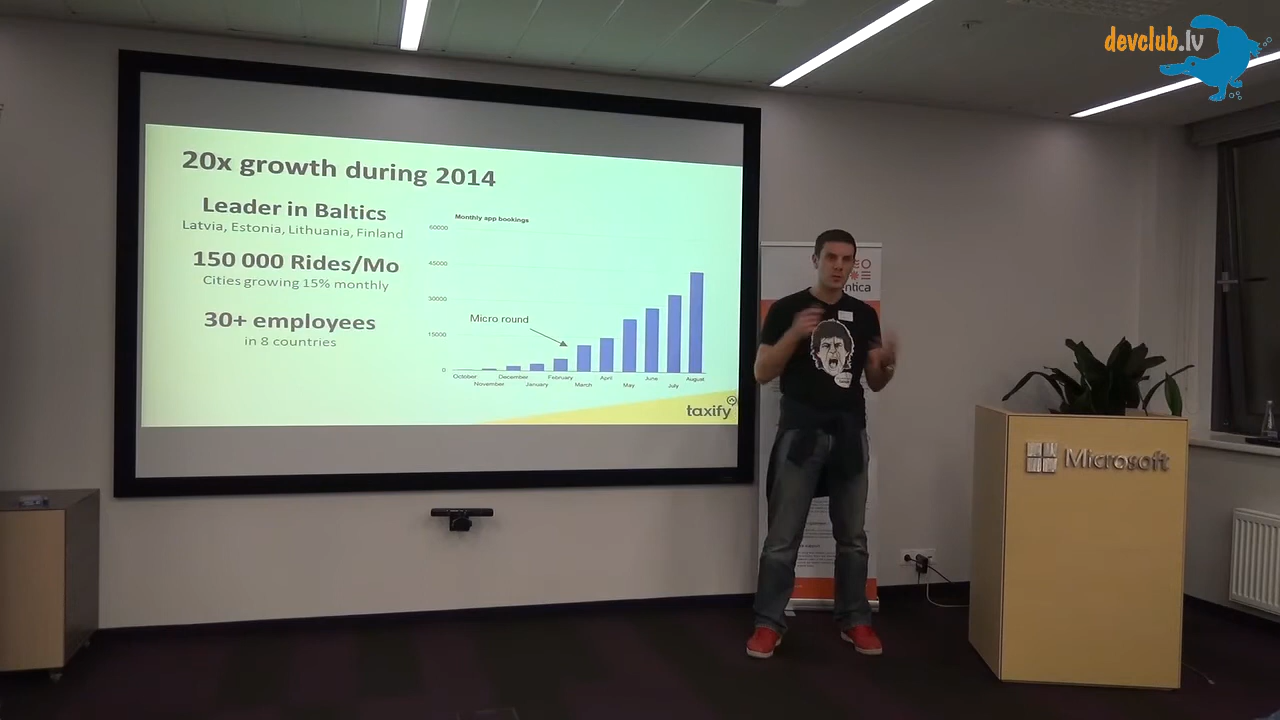 devclub.lv
20x growth during 2014
Leader in Baltics
Latvia, Estonia, Lithuania, Finland
150 000 Rides/Mo
Cities growing 15% monthly
30+ employees
in 8 countries
Monthly app bookings
60000
45000
30000
15000
0
Micro round
October
November
December
January
February
March
April
May
June
July
August
taxify
Microsoft